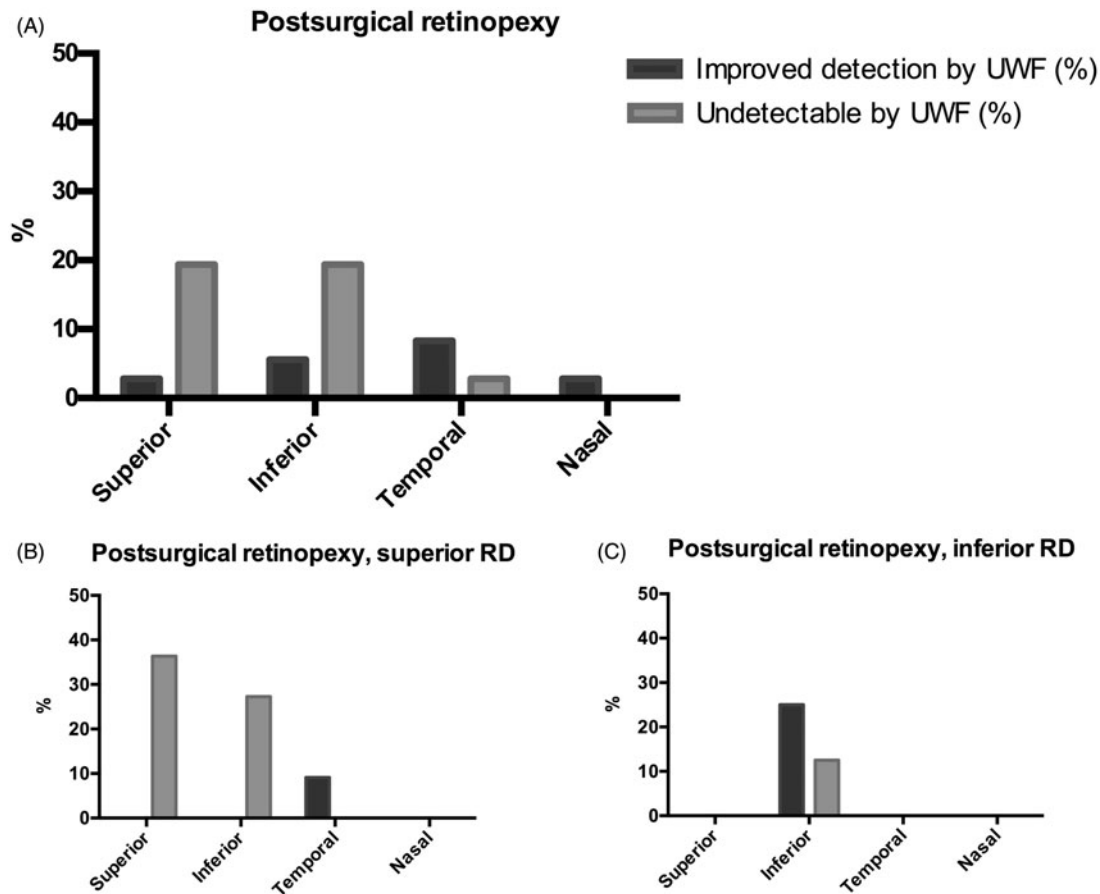 (A)
Postsurgical retinopexy
Improved detection by UWF (%)
Undetectable by UWF (%)
50
40
30
20
10
0
%
Superior
Inferior
Temporal
Nasal
(B)
Postsurgical retinopexy, superior RD
50
40
30
20
10
0
%
Superior
Inferior
Temporal
Nasal
(C)
Postsurgical retinopexy, inferior RD
50
40
30
20
10
0
%
Superior
Inferior
Temporal
Nasal